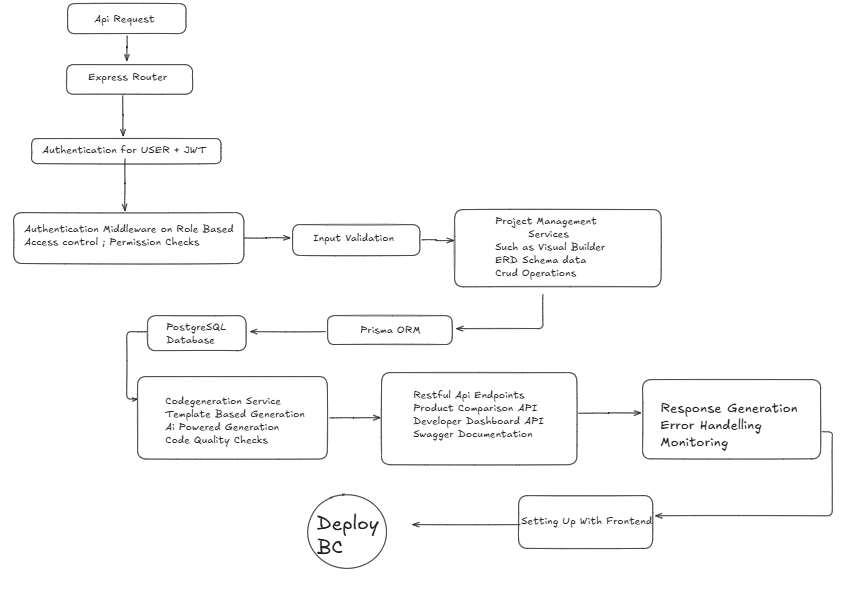 Api Request
Express Router
Authentication for USER + JWT
Authentication Middleware on Role Based
Access control ; Permission Checks
Input Validation
Project Management
Services
Such as Visual Builder
ERD Schema data
Crud Operations
Prisma ORM
PostgreSQL
Database
Codegeneration Service
Template Based Generation
Ai Powered Generation
Code Quality Checks
Restful Api Endpoints
Product Comparison API
Developer Dashboard API
Swagger Documentation
Response Generation
Error Handelling
Monitoring
Setting Up With Frontend
Deploy
BC